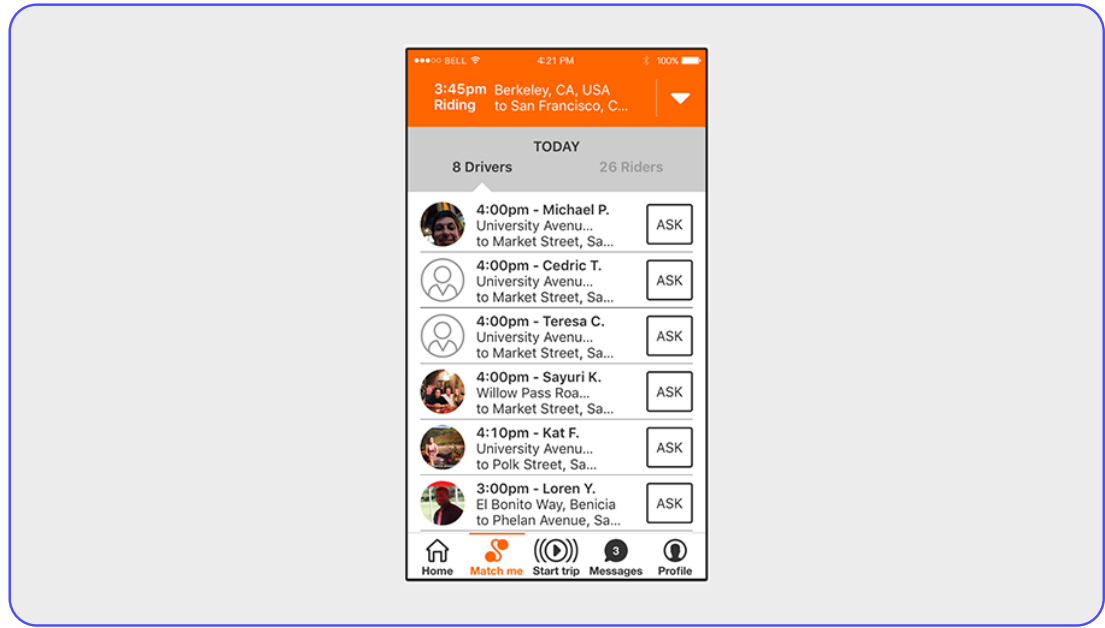 BELL 4:21 PM 100%
3:45pm Berkeley, CA, USA
Riding to San Francisco, C...
TODAY
8 Drivers 26 Riders
4:00pm - Michael P.
University Avenu...
to Market Street, Sa...
ASK
4:00pm - Cedric T.
University Avenu...
to Market Street, Sa...
ASK
4:00pm - Teresa C.
University Avenu...
to Market Street, Sa...
ASK
4:00pm - Sayuri K.
Willow Pass Roa...
to Market Street, Sa...
ASK
4:10pm - Kat F.
University Avenu...
to Polk Street, Sa...
ASK
3:00pm - Loren Y.
El Bonito Way, Benicia
to Phelan Avenue, Sa...
ASK
3
Home Match me Start trip Messages Profile